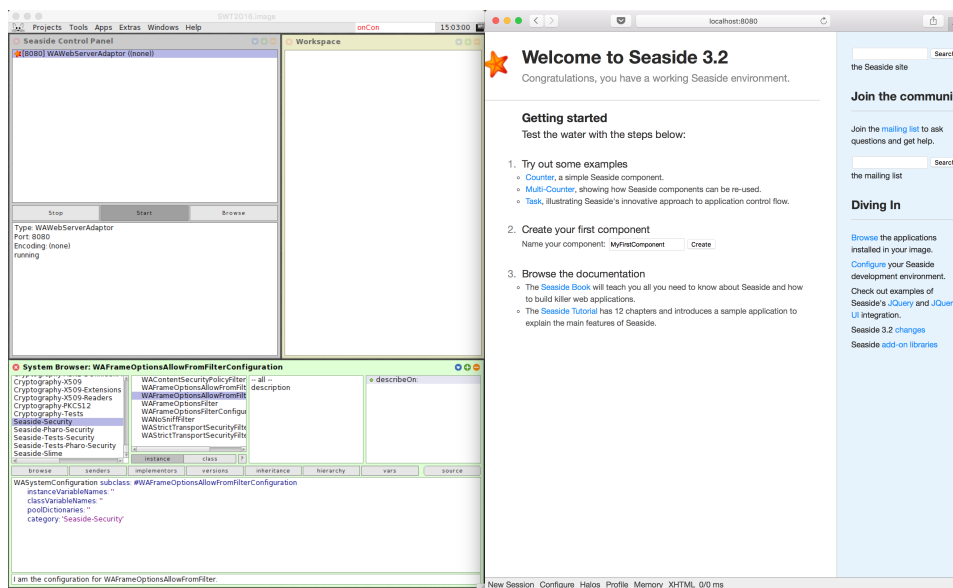 SWT2018.image
Projects Tools Apps Extras Windows Help
onCon
15:03:00
Seaside Control Panel
[8080] WAWebServerAdaptor ((none))
Stop Start Browse
Type: WAWebServerAdaptor
Port: 8080
Encoding: (none)
running
Workspace
System Browser: WAFrameOptionsAllowFromFilterConfiguration
Cryptography-X509
Cryptography-X509-Extensions
Cryptography-X509-Readers
Cryptography-PKCS12
Cryptography-Tests
Seaside-Security
Seaside-Pharo-Security
Seaside-Tests-Security
Seaside-Tests-Pharo-Security
Seaside-Slime
WAContentSecurityPolicyFilter
WAFrameOptionsAllowFromFilt
WAFrameOptionsAllowFromFilt
WAFrameOptionsFilter
WAFrameOptionsFilterConfigur
WANoSniffFilter
WAStrictTransportSecurityFilte
WAStrictTransportSecurityFilte
instance class ?
-- all --
description
describeOn:
browse senders implementors versions inheritance hierarchy vars source
WASystemConfiguration subclass: #WAFrameOptionsAllowFromFilterConfiguration
instanceVariableNames: ''
classVariableNames: ''
poolDictionaries: ''
category: 'Seaside-Security'
I am the configuration for WAFrameOptionsAllowFromFilter.
localhost:8080
Welcome to Seaside 3.2
Congratulations, you have a working Seaside environment.
Getting started
Test the water with the steps below:
1. Try out some examples
Counter, a simple Seaside component.
Multi-Counter, showing how Seaside components can be re-used.
Task, illustrating Seaside's innovative approach to application control flow.
2. Create your first component
Name your component: MyFirstComponent Create
3. Browse the documentation
The Seaside Book will teach you all you need to know about Seaside and how
to build killer web applications.
The Seaside Tutorial has 12 chapters and introduces a sample application to
explain the main features of Seaside.
Search
the Seaside site
Join the communi
Join the mailing list to ask
questions and get help.
Search
the mailing list
Diving In
Browse the applications
installed in your image.
Configure your Seaside
development environment.
Check out examples of
Seaside's JQuery and JQuer
UI integration.
Seaside 3.2 changes
Seaside add-on libraries
New Session Configure Halos Profile Memory XHTML 0/0 ms